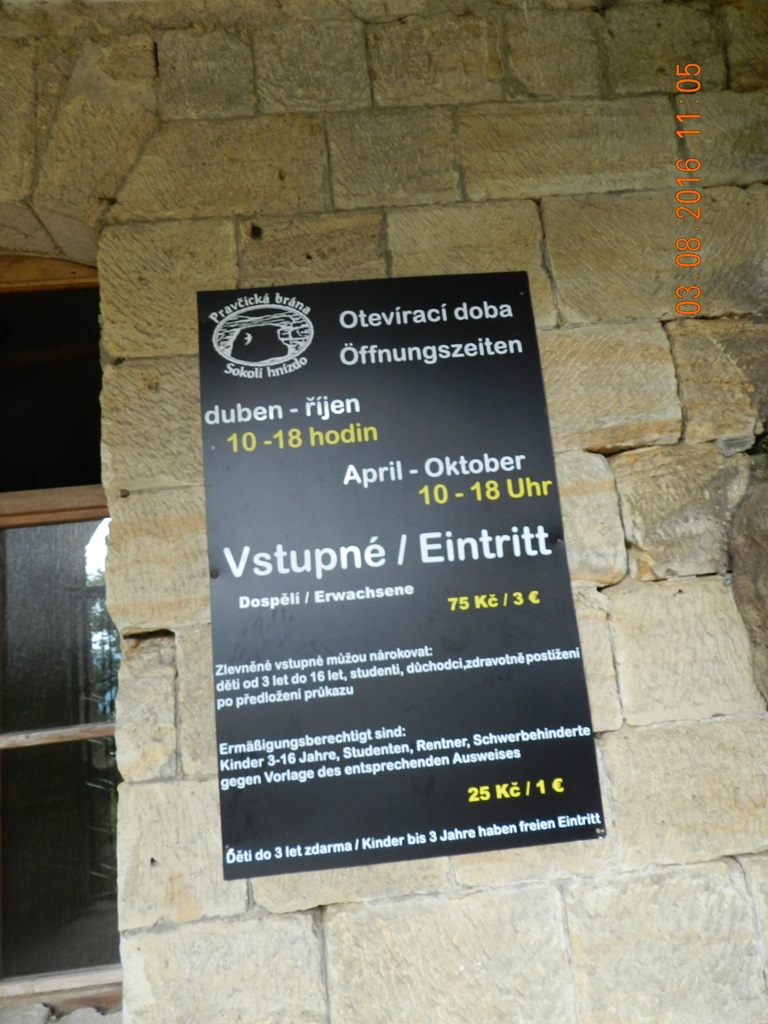 Pravčická brána
Sokolí hnízdo
Otevírací doba
Öffnungszeiten
duben - říjen
10 -18 hodin
April - Oktober
10 - 18 Uhr
Vstupné / Eintritt
Dospělí / Erwachsene
75 Kč / 3 €
Zlevněné vstupné můžou nárokovat:
děti od 3 let do 16 let, studenti, důchodci,zdravotně postižení
po předložení průkazu
Ermäßigungsberechtigt sind:
Kinder 3-16 Jahre, Studenten, Rentner, Schwerbehinderte
gegen Vorlage des entsprechenden Ausweises
25 Kč / 1 €
Děti do 3 let zdarma / Kinder bis 3 Jahre haben freien Eintritt
03.08.2016 11:05